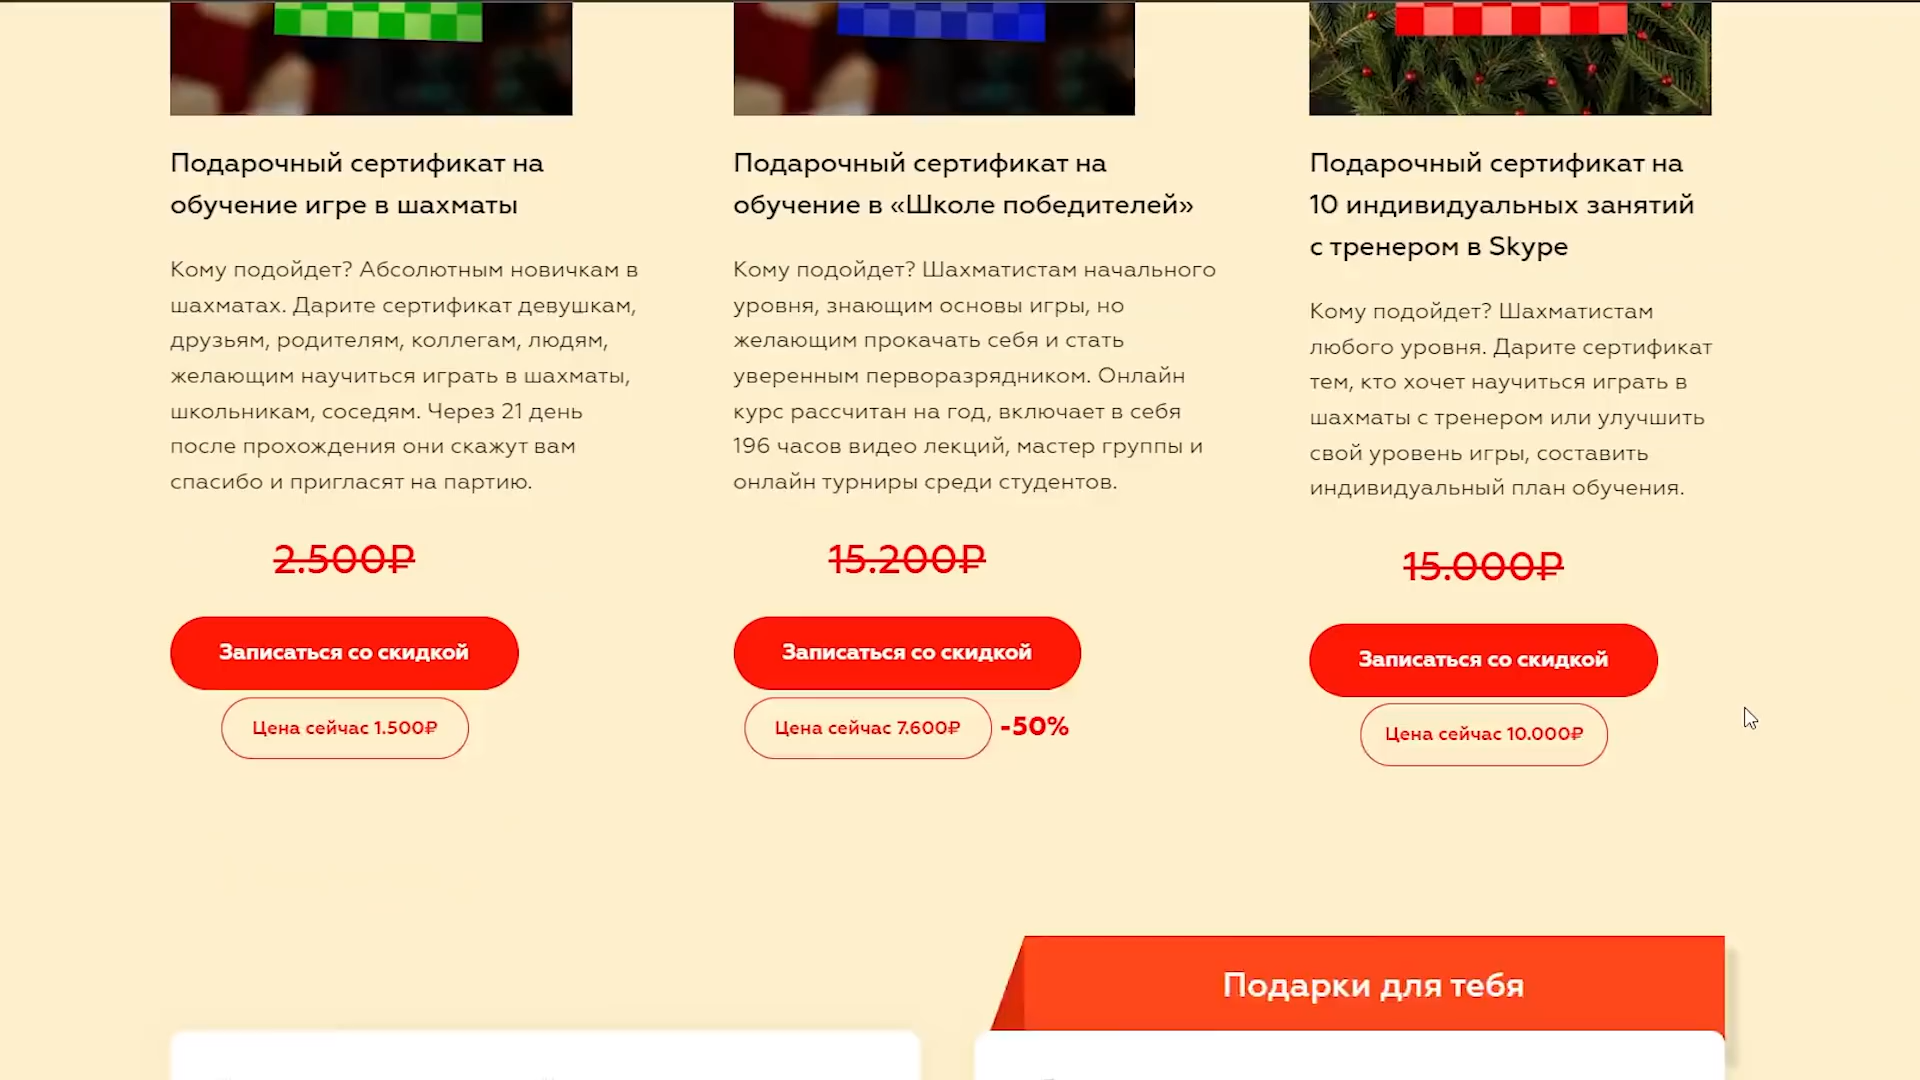 Подарочный сертификат на
обучение игре в шахматы
Кому подойдет? Абсолютным новичкам в
шахматах. Дарите сертификат девушкам,
друзьям, родителям, коллегам, людям,
желающим научиться играть в шахматы,
школьникам, соседям. Через 21 день
после прохождения они скажут вам
спасибо и пригласят на партию.
2.500₽
Записаться со скидкой
Цена сейчас 1.500₽
Подарочный сертификат на
обучение в «Школе победителей»
Кому подойдет? Шахматистам начального
уровня, знающим основы игры, но
желающим прокачать себя и стать
уверенным перворазрядником. Онлайн
курс рассчитан на год, включает в себя
196 часов видео лекций, мастер группы и
онлайн турниры среди студентов.
15.200₽
Записаться со скидкой
Цена сейчас 7.600₽ -50%
Подарочный сертификат на
10 индивидуальных занятий
с тренером в Skype
Кому подойдет? Шахматистам
любого уровня. Дарите сертификат
тем, кто хочет научиться играть в
шахматы с тренером или улучшить
свой уровень игры, составить
индивидуальный план обучения.
15.000₽
Записаться со скидкой
Цена сейчас 10.000₽
Подарки для тебя